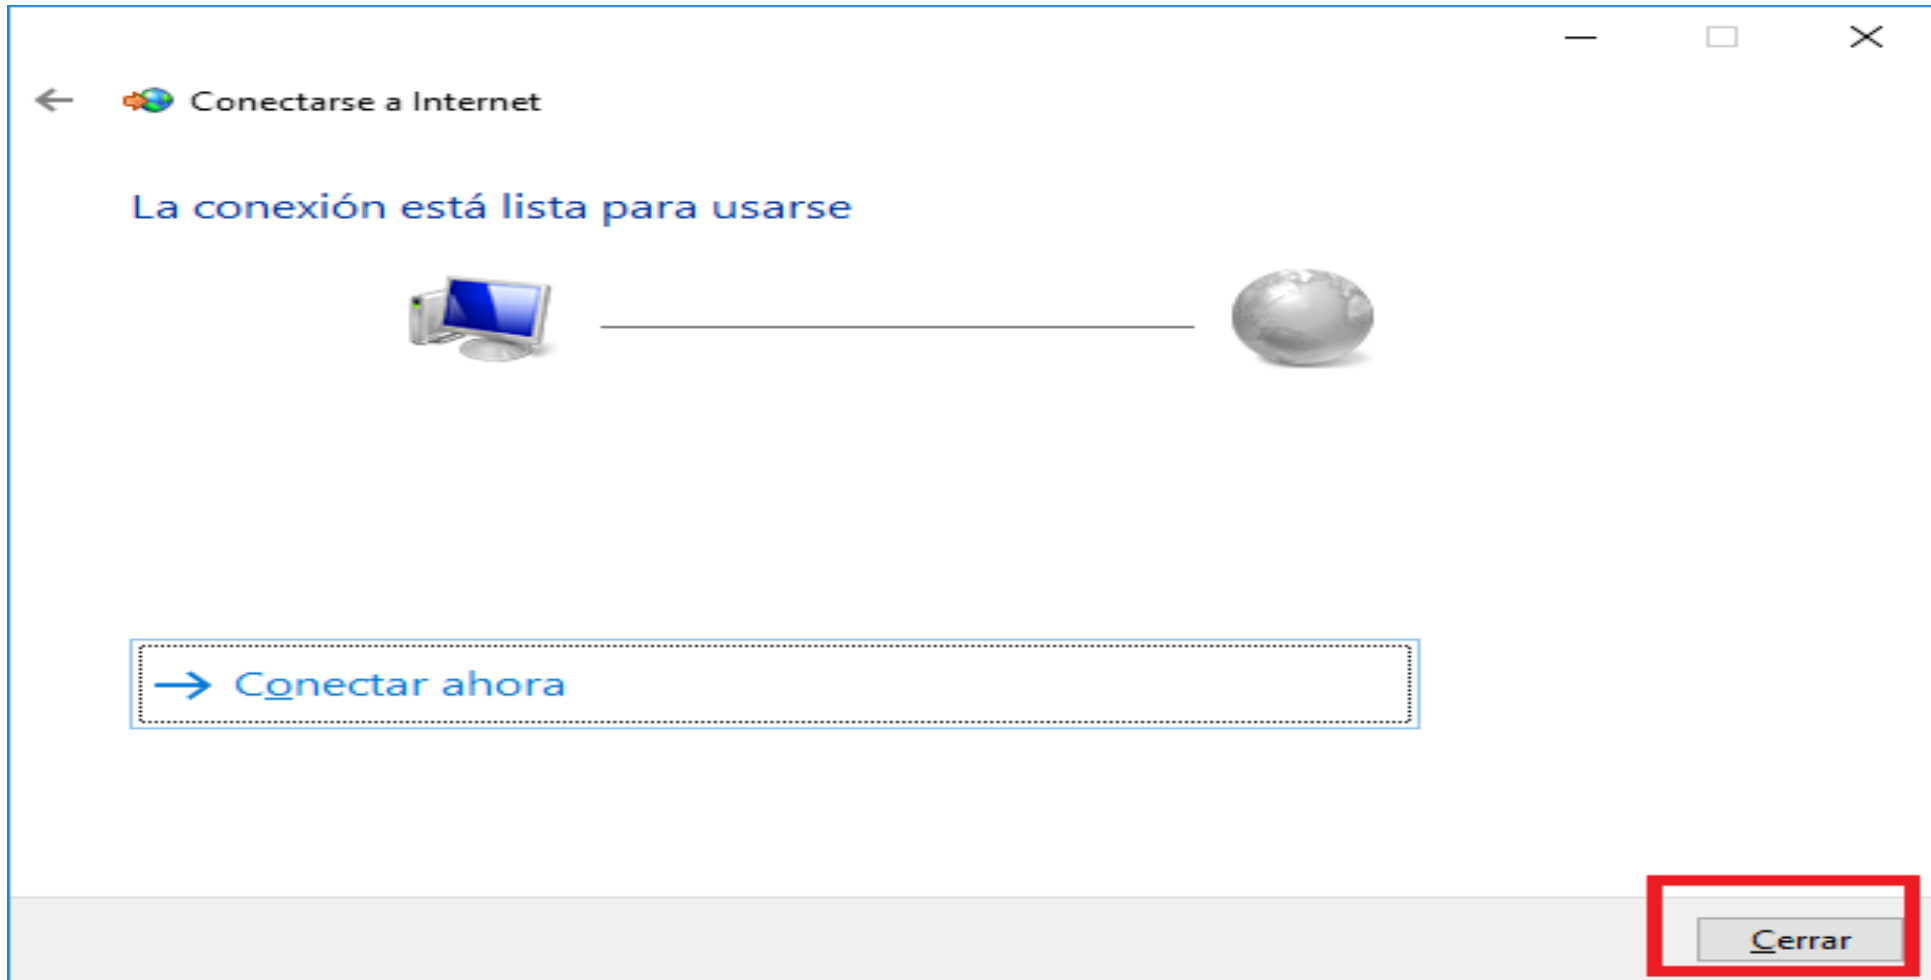 Conectarse a Internet
La conexión está lista para usarse
Conectar ahora
Cerrar